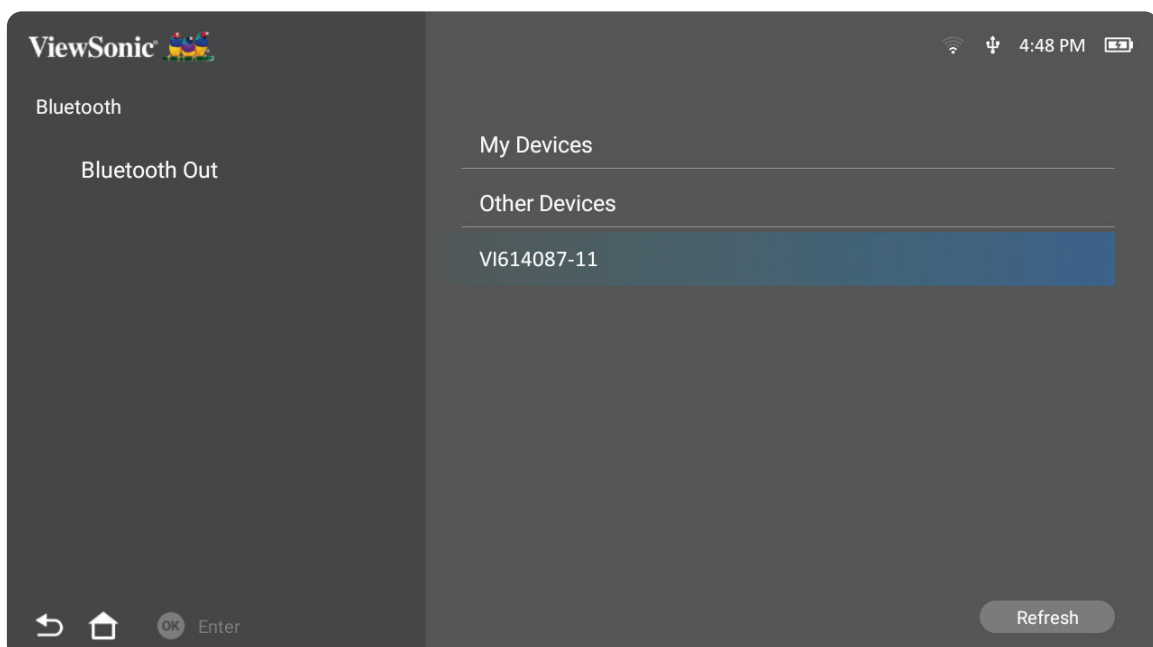 ViewSonic
4:48 PM
Bluetooth
Bluetooth Out
My Devices
Other Devices
VI614087-11
OK Enter
Refresh